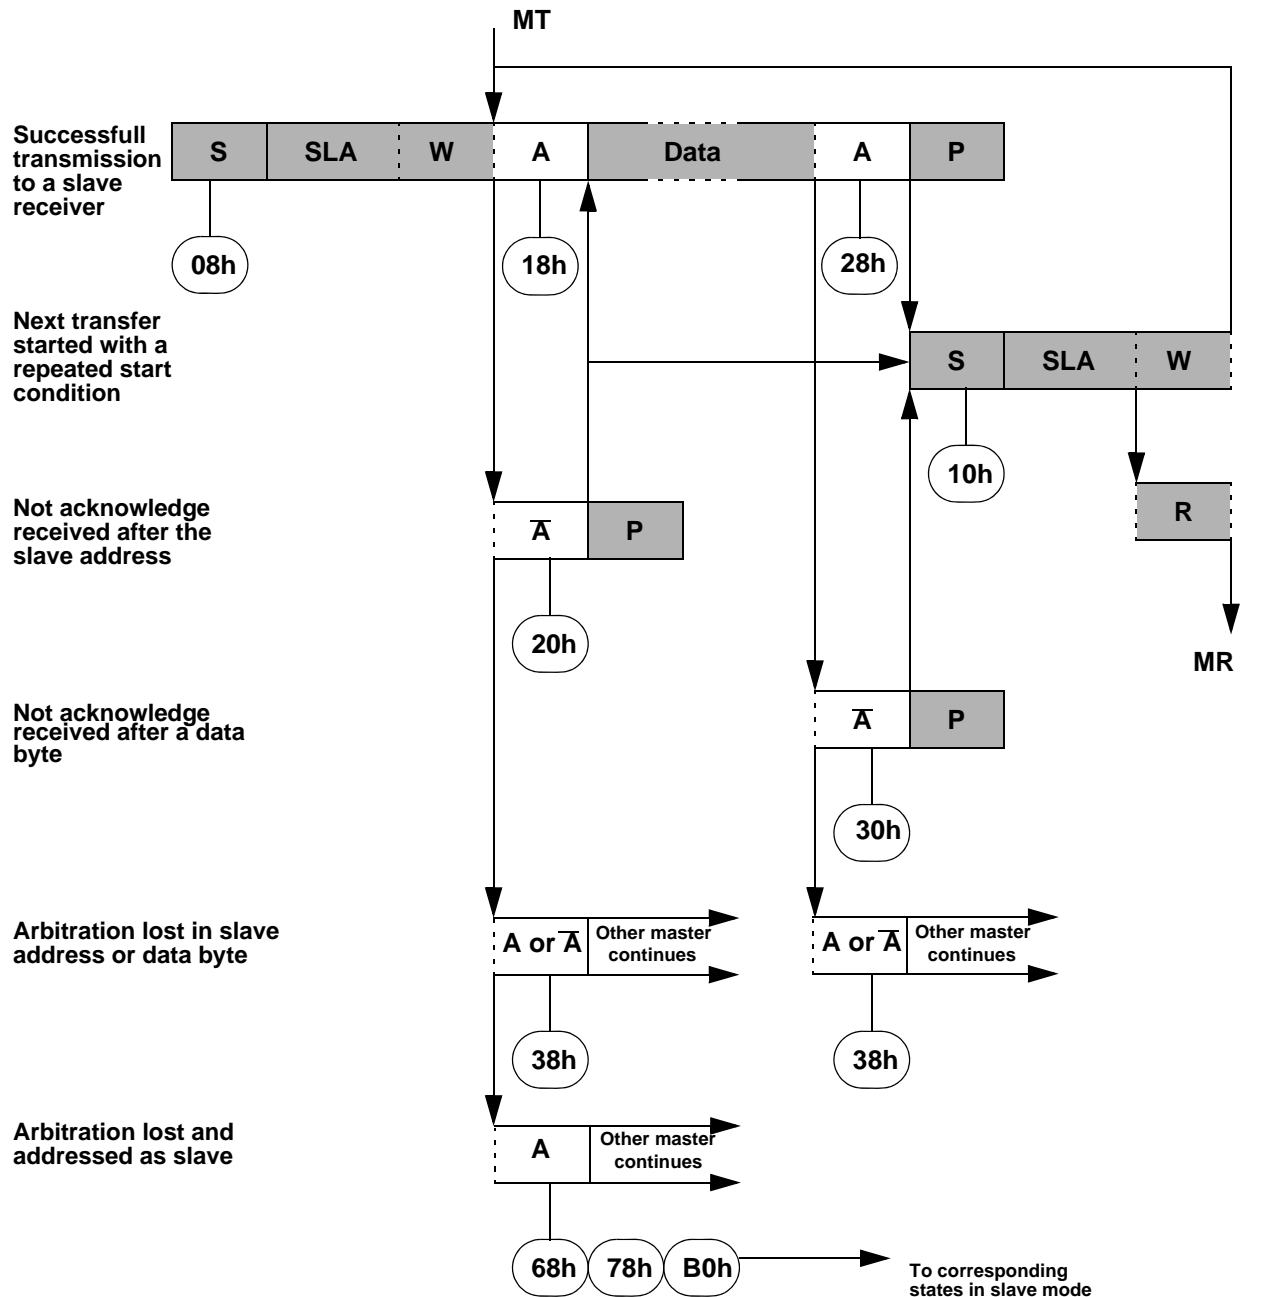 MT
Successfull
transmission
to a slave
receiver
S SLA W A Data A P
08h 18h 28h
Next transfer
started with a
repeated start
condition
S SLA W
10h
Not acknowledge
received after the
slave address
A̅ P
R
20h
MR
Not acknowledge
received after a data
byte
A̅ P
30h
Arbitration lost in slave
address or data byte
A or A̅
Other master
continues
A or A̅
Other master
continues
38h 38h
Arbitration lost and
addressed as slave
A
Other master
continues
68h 78h B0h
To corresponding
states in slave mode